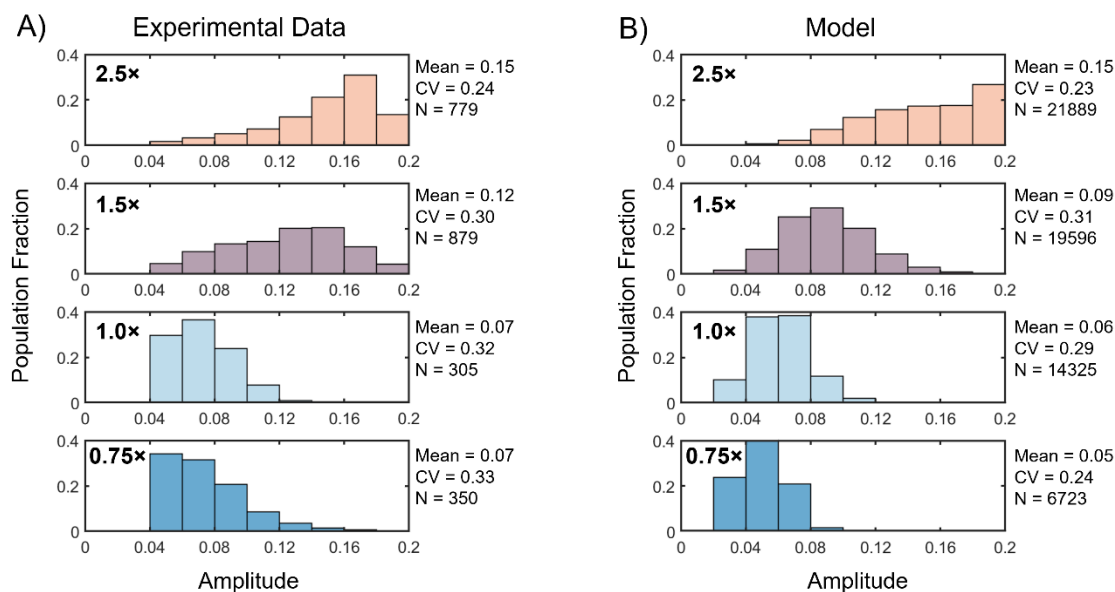 A)
Experimental Data
Population Fraction
0.4
0.2
0
2.5×
Mean = 0.15
CV = 0.24
N = 779
0 0.04 0.08 0.12 0.16 0.2
0.4
0.2
0
1.5×
Mean = 0.12
CV = 0.30
N = 879
0 0.04 0.08 0.12 0.16 0.2
0.4
0.2
1.0×
Mean = 0.07
CV = 0.32
N = 305
0 0.04 0.08 0.12 0.16 0.2
0.4
0.2
0
0.75×
Mean = 0.07
CV = 0.33
N = 350
0 0.04 0.08 0.12 0.16 0.2
Amplitude
B)
Model
Population Fraction
0.4
0.2
0
2.5×
Mean = 0.15
CV = 0.23
N = 21889
0 0.04 0.08 0.12 0.16 0.2
0.4
0.2
0
1.5×
Mean = 0.09
CV = 0.31
N = 19596
0 0.04 0.08 0.12 0.16 0.2
0.4
0.2
1.0×
Mean = 0.06
CV = 0.29
N = 14325
0 0.04 0.08 0.12 0.16 0.2
0.4
0.2
0
0.75×
Mean = 0.05
CV = 0.24
N = 6723
0 0.04 0.08 0.12 0.16 0.2
Amplitude